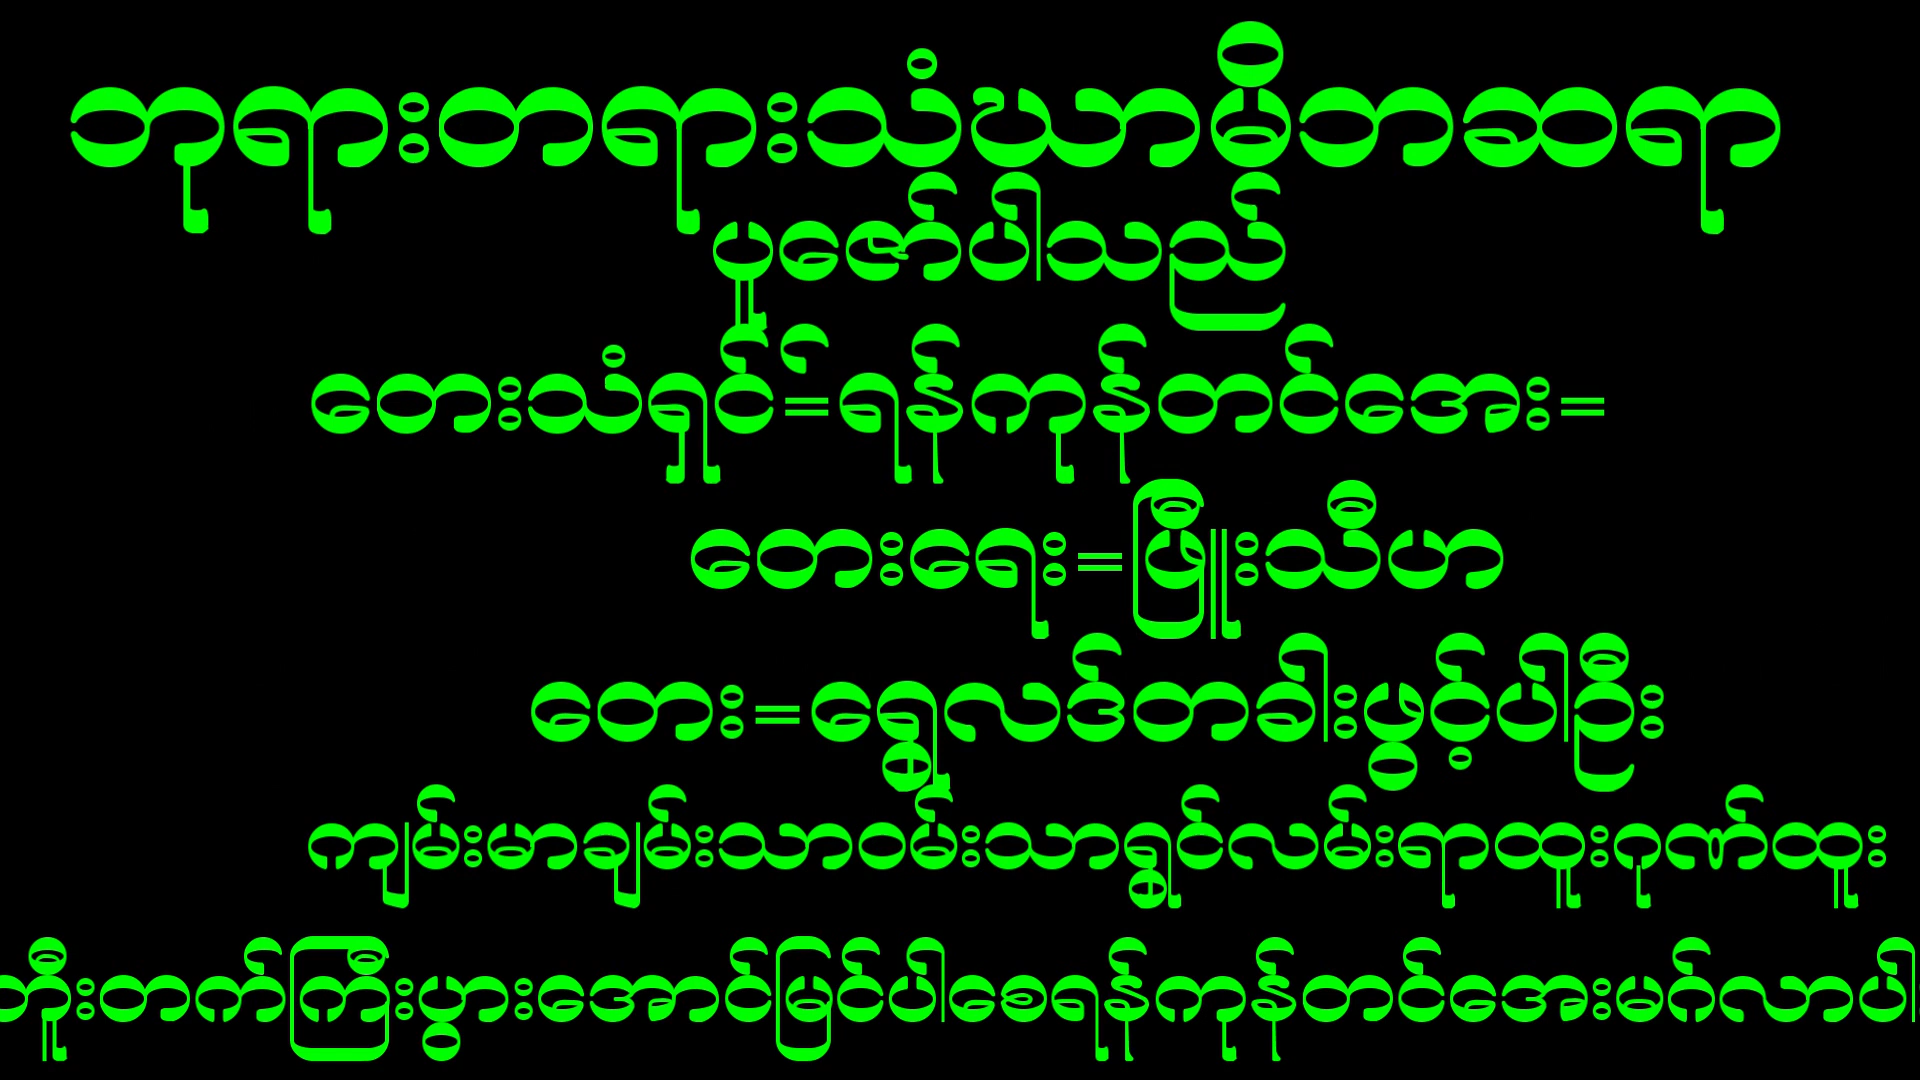 ဘုရားတရားသံဃာမိဘဆရာ
ပူဇော်ပါသည်
တေးသံရှင်=ရန်ကုန်တင်အေး=
တေးရေး=ဖြီူးသီဟ
တေး=ရွှေလဒ်တခါးဖွင့်ပါဦး
ကျမ်းမာချမ်းသာဝမ်းသာရွှင်လမ်းရာထူးဂုဏ်ထူး
တက်ကြီးပွားအောင်မြင်ပါစေရန်ကုန်တင်အေးမင်္ဂလာပါ